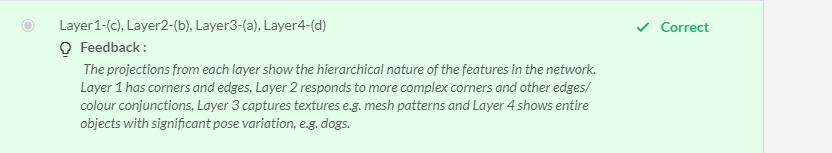 Layer1-(c), Layer2-(b), Layer3-(a), Layer4-(d)
Correct
Feedback :
The projections from each layer show the hierarchical nature of the features in the network.
Layer 1 has corners and edges, Layer 2 responds to more complex corners and other edges/
colour conjunctions, Layer 3 captures textures e.g. mesh patterns and Layer 4 shows entire
objects with significant pose variation, e.g. dogs.